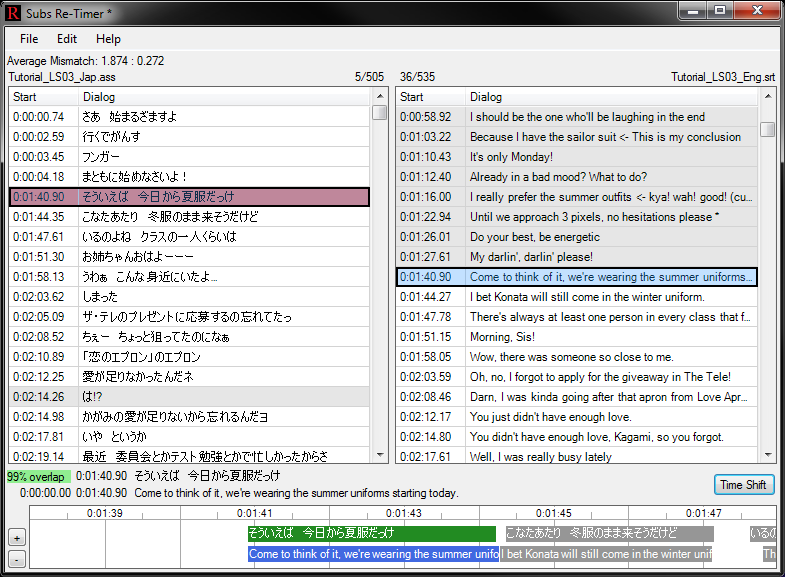 Subs Re-Timer *
File Edit Help
Average Mismatch: 1.874 : 0.272
Tutorial_LS03_Jap.ass 5/505 36/535 Tutorial_LS03_Eng.srt
Start Dialog
0:00:00.74 さあ 始まるざますよ
0:00:02.59 行くでがんす
0:00:03.45 フンガー
0:00:04.18 まともに始めなさいよ！
0:01:40.90 そういえば 今日から夏服だっけ
0:01:44.35 こなたあたり 冬服のまま来そうだけど
0:01:47.61 いるのよね クラスの一人くらいは
0:01:51.30 お姉ちゃんおはよーーー
0:01:58.13 うわぁ こんな身近にいたよ...
0:02:03.62 しまった
0:02:05.09 ザ・テレのプレゼントに応募するの忘れてたっ
0:02:08.52 ちぇー ちょっと狙ってたのになぁ
0:02:10.89 「恋のエプロン」のエプロン
0:02:12.25 愛が足りなかったんだネ
0:02:14.26 は!?
0:02:14.98 かがみの愛が足りないから忘れるんだヨ
0:02:17.81 いや というか
0:02:19.14 最近 委員会とかテスト勉強とかで忙しかったからさ
Start Dialog
0:00:58.92 I should be the one who'll be laughing in the end
0:01:03.22 Because I have the sailor suit <- This is my conclusion
0:01:10.43 It's only Monday!
0:01:12.40 Already in a bad mood? What to do?
0:01:16.00 I really prefer the summer outfits <- kya! wah! good! (cu...
0:01:22.94 Until we approach 3 pixels, no hesitations please *
0:01:26.01 Do your best, be energetic
0:01:27.61 My darlin', darlin' please!
0:01:40.90 Come to think of it, we're wearing the summer uniforms...
0:01:44.27 I bet Konata will still come in the winter uniform.
0:01:47.78 There's always at least one person in every class that f...
0:01:51.15 Morning, Sis!
0:01:58.05 Wow, there was someone so close to me.
0:02:03.59 Oh, no, I forgot to apply for the giveaway in The Tele!
0:02:08.46 Darn, I was kinda going after that apron from Love Apr...
0:02:12.17 You just didn't have enough love.
0:02:14.80 You didn't have enough love, Kagami, so you forgot.
0:02:17.61 Well, I was really busy lately
99% overlap 0:01:40.90 そういえば 今日から夏服だっけ
0:00:00.00 0:01:40.90 Come to think of it, we're wearing the summer uniforms starting today.
Time Shift
0:01:39 0:01:41 0:01:43 0:01:45 0:01:47
+ そういえば 今日から夏服だっけ こなたあたり 冬服のまま来そうだけど いるの
- Come to think of it, we're wearing the summer unifo I bet Konata will still come in the winter unif Th